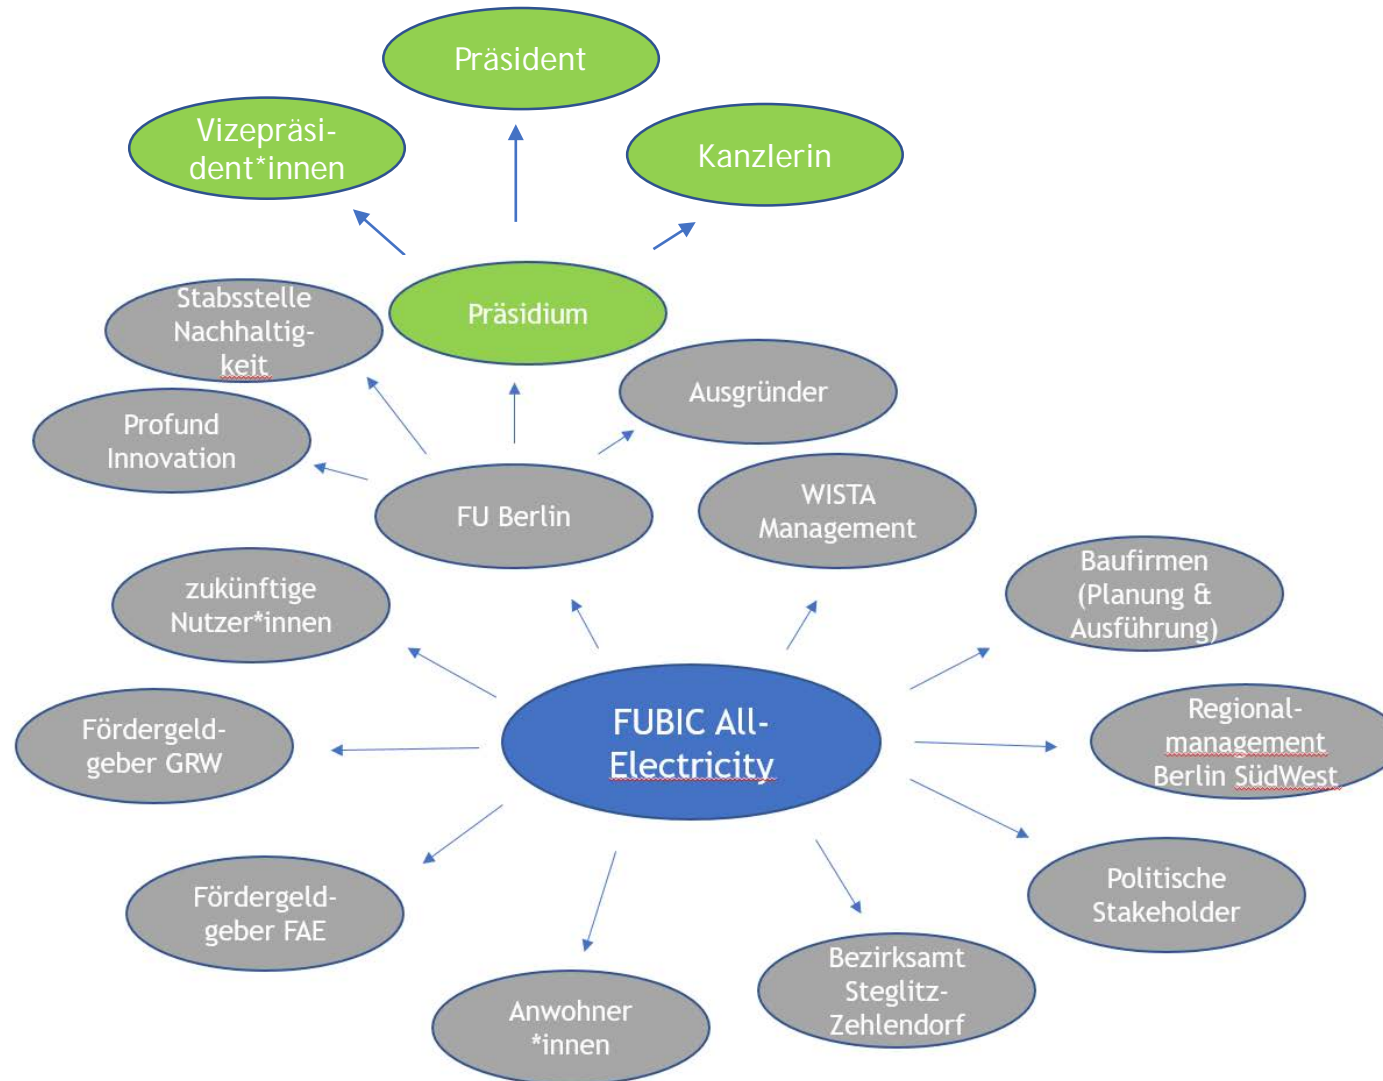 Präsident
Vizepräsi-
dent*innen
Kanzlerin
Stabsstelle
Nachhaltig-
keit
Präsidium
Ausgründer
Profund
Innovation
FU Berlin
WISTA
Management
zukünftige
Nutzer*innen
Baufirmen
(Planung &
Ausführung)
Fördergeld-
geber GRW
FUBIC All-
Electricity
Regional-
management
Berlin SüdWest
Fördergeld-
geber FAE
Politische
Stakeholder
Anwohner
*innen
Bezirksamt
Steglitz-
Zehlendorf